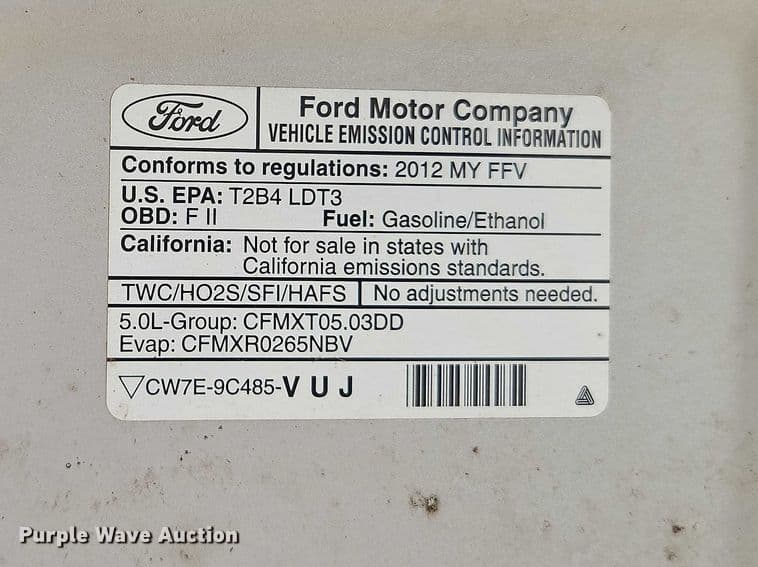 Ford
Ford Motor Company
VEHICLE EMISSION CONTROL INFORMATION
Conforms to regulations: 2012 MY FFV
U.S. EPA: T2B4 LDT3
OBD: F II Fuel: Gasoline/Ethanol
California: Not for sale in states with
California emissions standards.
TWC/HO2S/SFI/HAFS No adjustments needed.
5.0L-Group: CFMXT05.03DD
Evap: CFMXR0265NBV
CW7E-9C485-VUJ
Purple Wave Auction